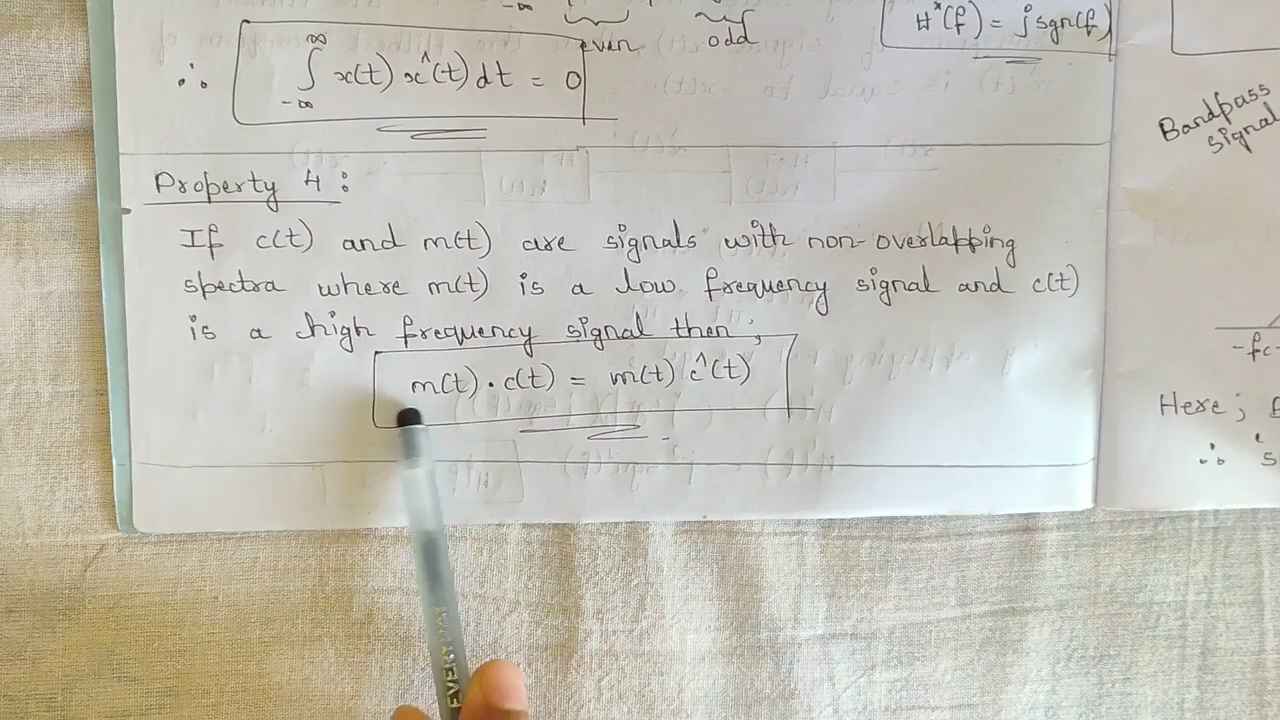 -∞
even
odd
H*(f) = j sgn(f)
∴ ∫_{-∞}^{∞} x(t) x̂(t) dt = 0
Property 4:
If c(t) and m(t) are signals with non-overlapping
spectra where m(t) is a low frequency signal and c(t)
is a high frequency signal then;
m(t) · c(t) = m(t) ĉ(t)
Bandpass
signal
-fc
Here;
∴
EVERYDAY